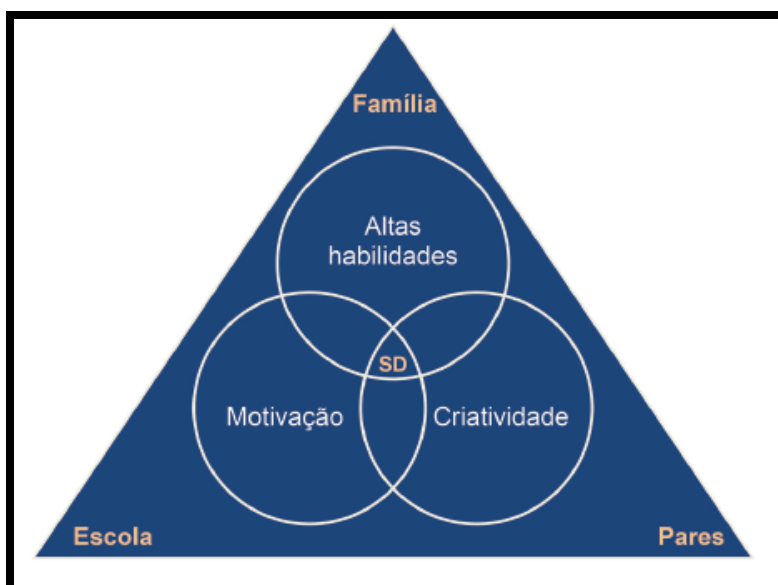 Família
Altas
habilidades
SD
Motivação
Criatividade
Escola
Pares